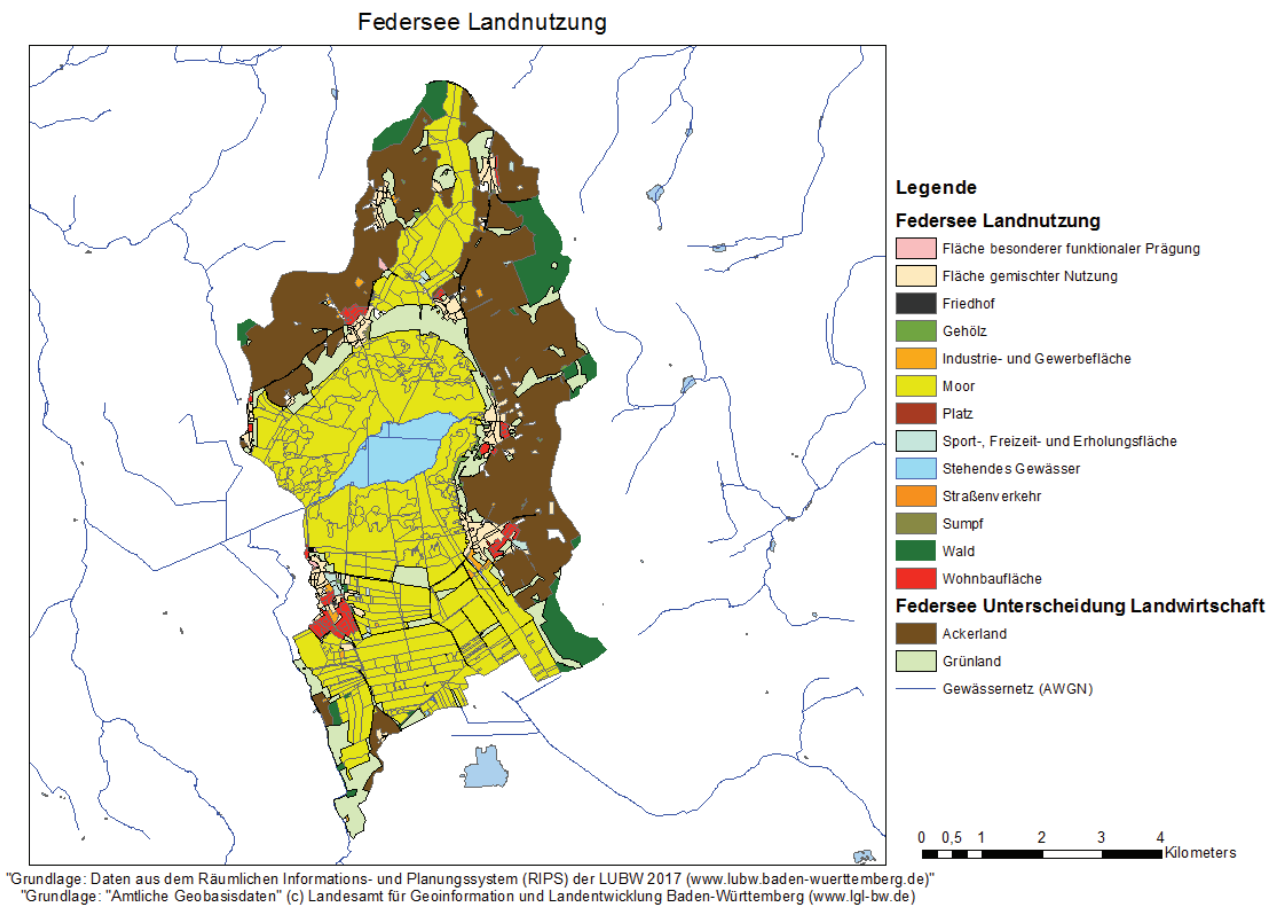 Federsee Landnutzung
Legende
Federsee Landnutzung
Fläche besonderer funktionaler Prägung
Fläche gemischter Nutzung
Friedhof
Gehölz
Industrie- und Gewerbefläche
Moor
Platz
Sport-, Freizeit- und Erholungsfläche
Stehendes Gewässer
Straßenverkehr
Sumpf
Wald
Wohnbaufläche
Federsee Unterscheidung Landwirtschaft
Ackerland
Grünland
Gewässernetz (AWGN)
0 0,5 1 2 3 4
Kilometers
"Grundlage: Daten aus dem Räumlichen Informations- und Planungssystem (RIPS) der LUBW 2017 (www.lubw.baden-wuerttemberg.de)"
"Grundlage: "Amtliche Geobasisdaten" (c) Landesamt für Geoinformation und Landentwicklung Baden-Württemberg (www.lgl-bw.de)